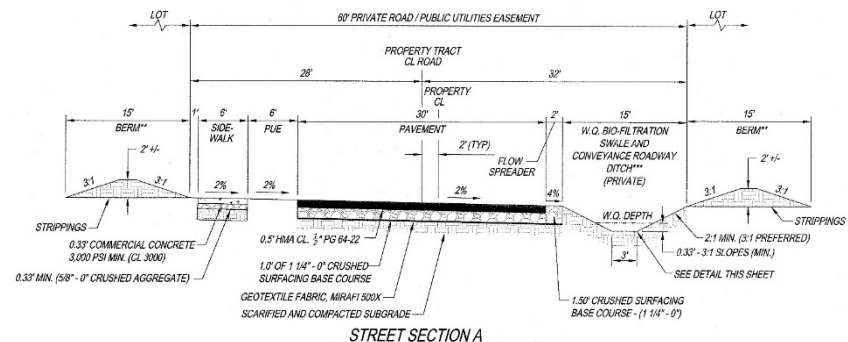 LOT
60' PRIVATE ROAD / PUBLIC UTILITIES EASEMENT
LOT
PROPERTY TRACT
CL ROAD
28'
32'
PROPERTY
CL
15'
1'
6'
6'
30'
2'
15'
15'
BERM**
SIDE-
WALK
PUE
PAVEMENT
W.Q. BIO-FILTRATION
SWALE AND
CONVEYANCE ROADWAY
DITCH***
(PRIVATE)
BERM**
2' +/-
2' (TYP)
FLOW
SPREADER
2' +/-
3:1
3:1
2%
2%
2%
4%
3:1
3:1
W.Q. DEPTH
STRIPPINGS
STRIPPINGS
0.33' COMMERCIAL CONCRETE
3,000 PSI MIN. (CL 3000)
0.33' MIN. (5/8" - 0" CRUSHED AGGREGATE)
0.5' HMA CL. ½" PG 64-22
1.0' OF 1 1/4" - 0" CRUSHED
SURFACING BASE COURSE
GEOTEXTILE FABRIC, MIRAFI 500X
SCARIFIED AND COMPACTED SUBGRADE
3'
2:1 MIN. (3:1 PREFERRED)
0.33' - 3:1 SLOPES (MIN.)
SEE DETAIL THIS SHEET
1.50' CRUSHED SURFACING
BASE COURSE - (1 1/4" - 0")
STREET SECTION A